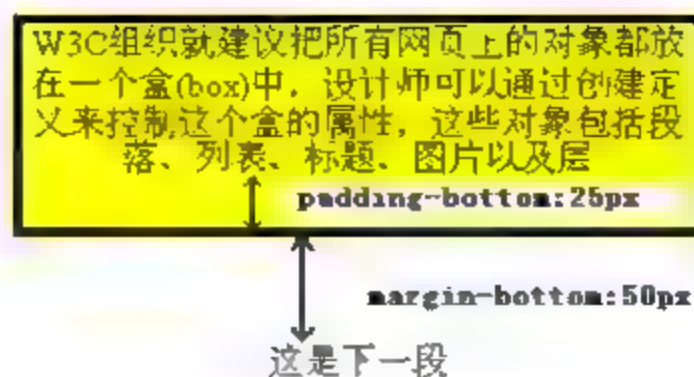 W3C组织就建议把所有网页上的对象都放
在一个盒(box)中，设计师可以通过创建定
义来控制这个盒的属性，这些对象包括段
落、列表、标题、图片以及层
padding-bottom:25px
margin-bottom:50px
这是下一段